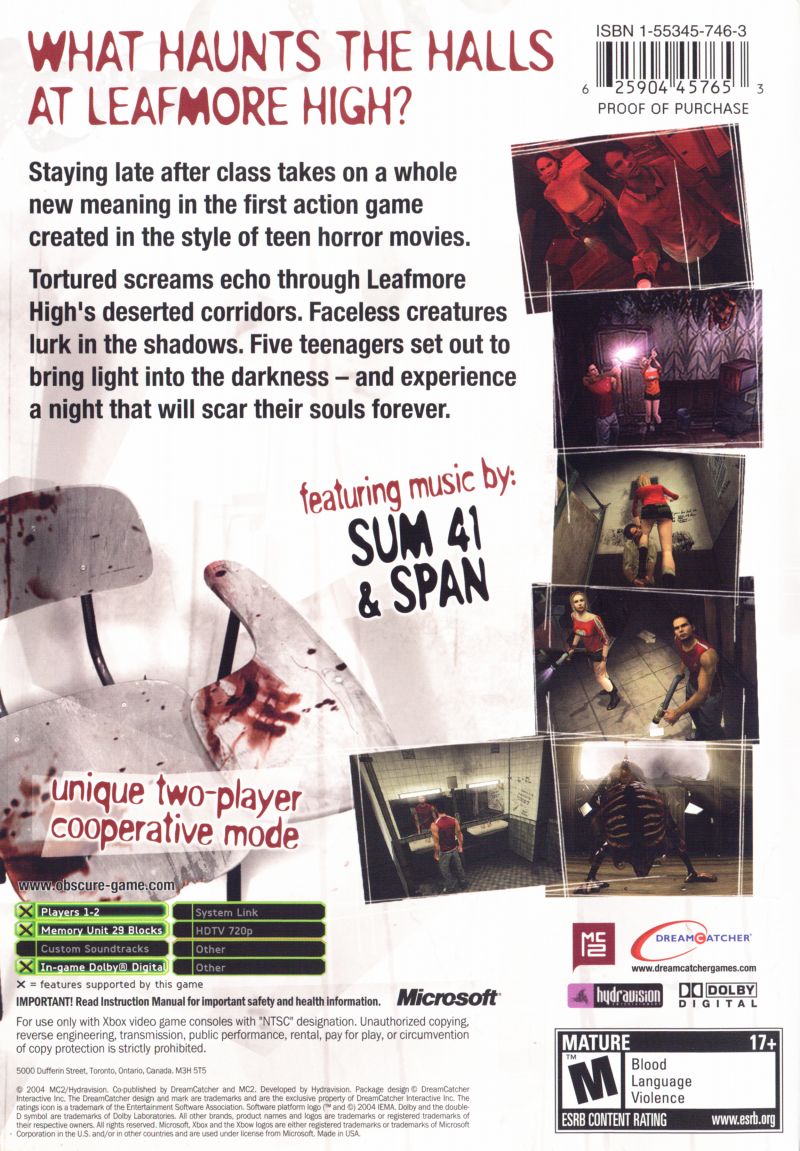 WHAT HAUNTS THE HALLS
AT LEAFMORE HIGH?
ISBN 1-55345-746-3
6 25904 45765 3
PROOF OF PURCHASE
Staying late after class takes on a whole
new meaning in the first action game
created in the style of teen horror movies.
Tortured screams echo through Leafmore
High's deserted corridors. Faceless creatures
lurk in the shadows. Five teenagers set out to
bring light into the darkness – and experience
a night that will scar their souls forever.
featuring music by:
SUM 41
& SPAN
unique two-player
cooperative mode
www.obscure-game.com
X Players 1-2
X Memory Unit 29 Blocks
Custom Soundtracks
X In-game Dolby® Digital
System Link
HDTV 720p
Other
Other
X = features supported by this game
IMPORTANT! Read Instruction Manual for important safety and health information.
Microsoft®
For use only with Xbox video game consoles with "NTSC" designation. Unauthorized copying,
reverse engineering, transmission, public performance, rental, pay for play, or circumvention
of copy protection is strictly prohibited.
5000 Dufferin Street, Toronto, Ontario, Canada. M3H 5T5
© 2004 MC2/Hydravision. Co-published by DreamCatcher and MC2. Developed by Hydravision. Package design © DreamCatcher
Interactive Inc. The DreamCatcher design and mark are trademarks and are the exclusive property of DreamCatcher Interactive Inc. The
ratings icon is a trademark of the Entertainment Software Association. Software platform logo (™ and ©) 2004 IEMA. Dolby and the double-
D symbol are trademarks of Dolby Laboratories. All other brands, product names and logos are trademarks or registered trademarks of
their respective owners. All rights reserved. Microsoft, Xbox and the Xbox logos are either registered trademarks or trademarks of Microsoft
Corporation in the U.S. and/or in other countries and are used under license from Microsoft. Made in USA.
MC2
DREAMCATCHER®
www.dreamcatchergames.com
hydravision
DOLBY
DIGITAL
MATURE 17+
™
M
Blood
Language
Violence
ESRB CONTENT RATING www.esrb.org